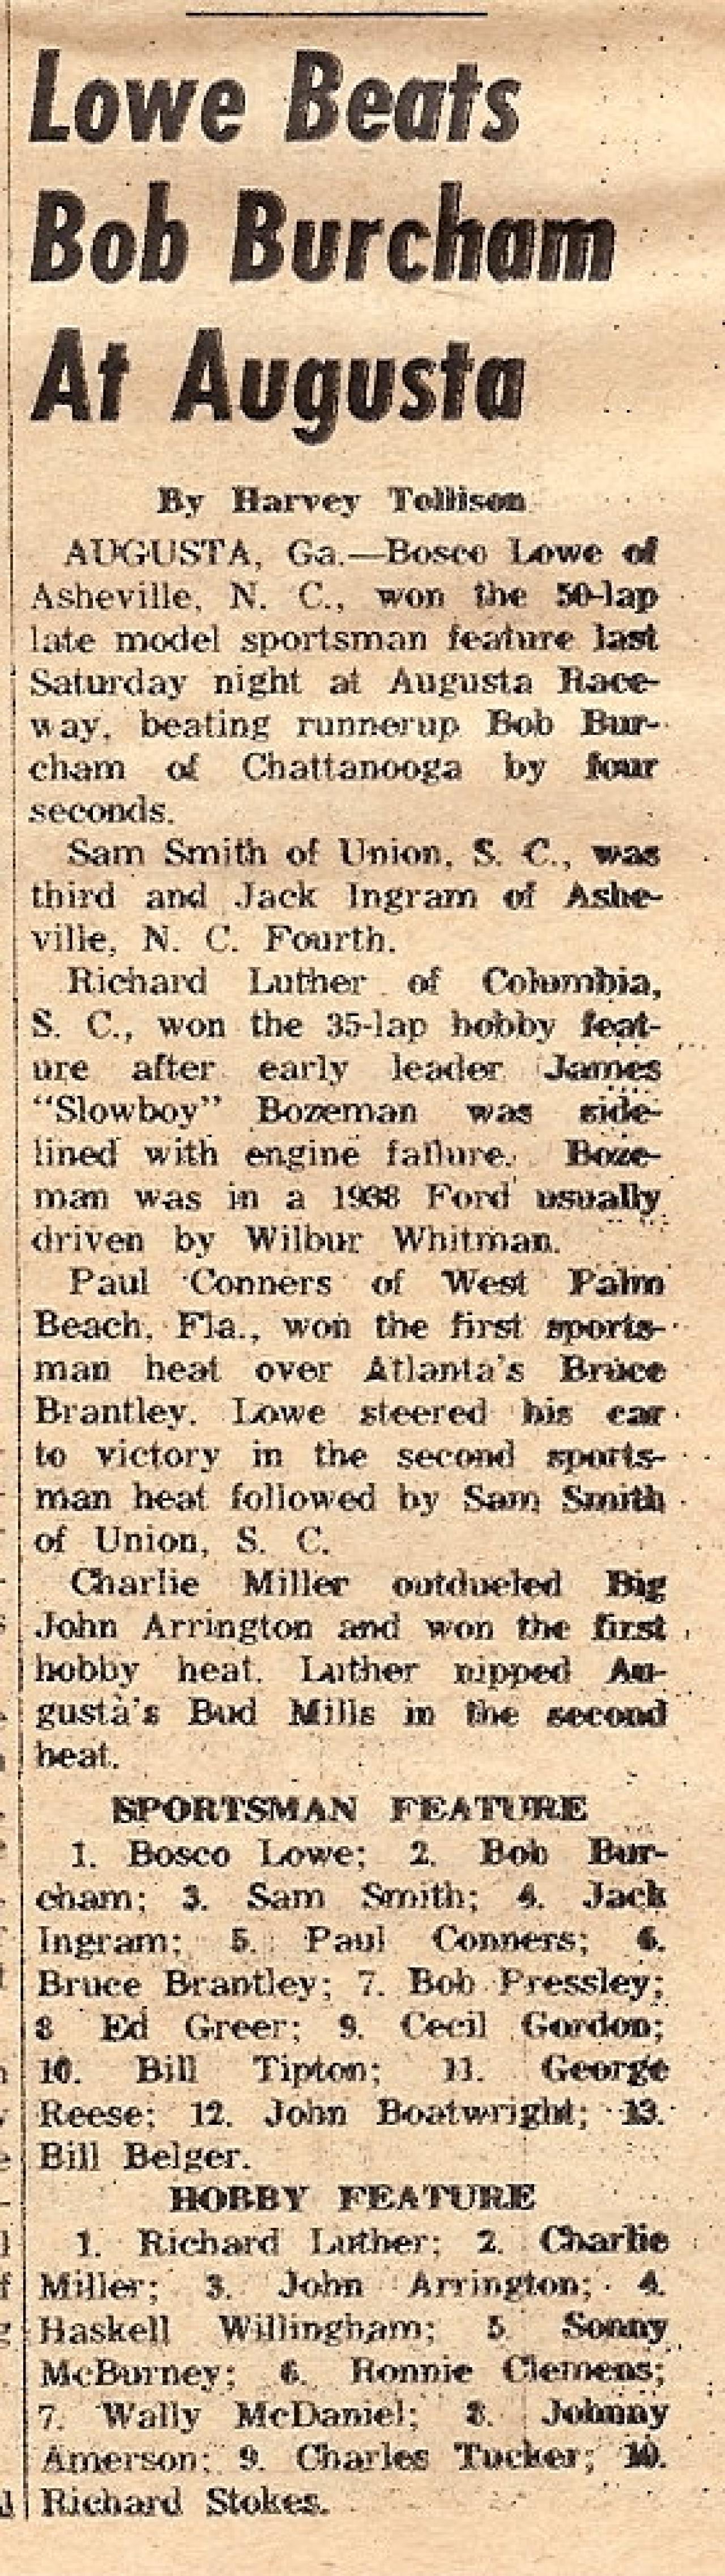 Lowe Beats
Bob Burcham
At Augusta
By Harvey Tollison
AUGUSTA, Ga.—Bosco Lowe of
Asheville, N. C., won the 50-lap
late model sportsman feature last
Saturday night at Augusta Race-
way, beating runnerup Bob Bur-
cham of Chattanooga by four
seconds.
Sam Smith of Union, S. C., was
third and Jack Ingram of Ashe-
ville, N. C. Fourth.
Richard Luther of Columbia,
S. C., won the 35-lap hobby feat-
ure after early leader James
“Slowboy” Bozeman was side-
lined with engine failure. Boze-
man was in a 1938 Ford usually
driven by Wilbur Whitman.
Paul Conners of West Palm
Beach, Fla., won the first sports-
man heat over Atlanta's Bruce
Brantley. Lowe steered his car
to victory in the second sports-
man heat followed by Sam Smith
of Union, S. C.
Charlie Miller outdueled Big
John Arrington and won the first
hobby heat. Luther nipped Au-
gusta's Bud Mills in the second
heat.
SPORTSMAN FEATURE
1. Bosco Lowe; 2. Bob Bur-
cham; 3. Sam Smith; 4. Jack
Ingram; 5. Paul Conners; 6.
Bruce Brantley; 7. Bob Pressley;
8 Ed Greer; 9. Cecil Gordon;
10. Bill Tipton; 11. George
Reese; 12. John Boatwright; 13.
Bill Belger.
HOBBY FEATURE
1. Richard Luther; 2. Charlie
Miller; 3. John Arrington; 4.
Haskell Willingham; 5 Sonny
McBurney; 6. Ronnie Clemens;
7. Wally McDaniel; 8. Johnny
Amerson; 9. Charles Tucker; 10.
Richard Stokes.